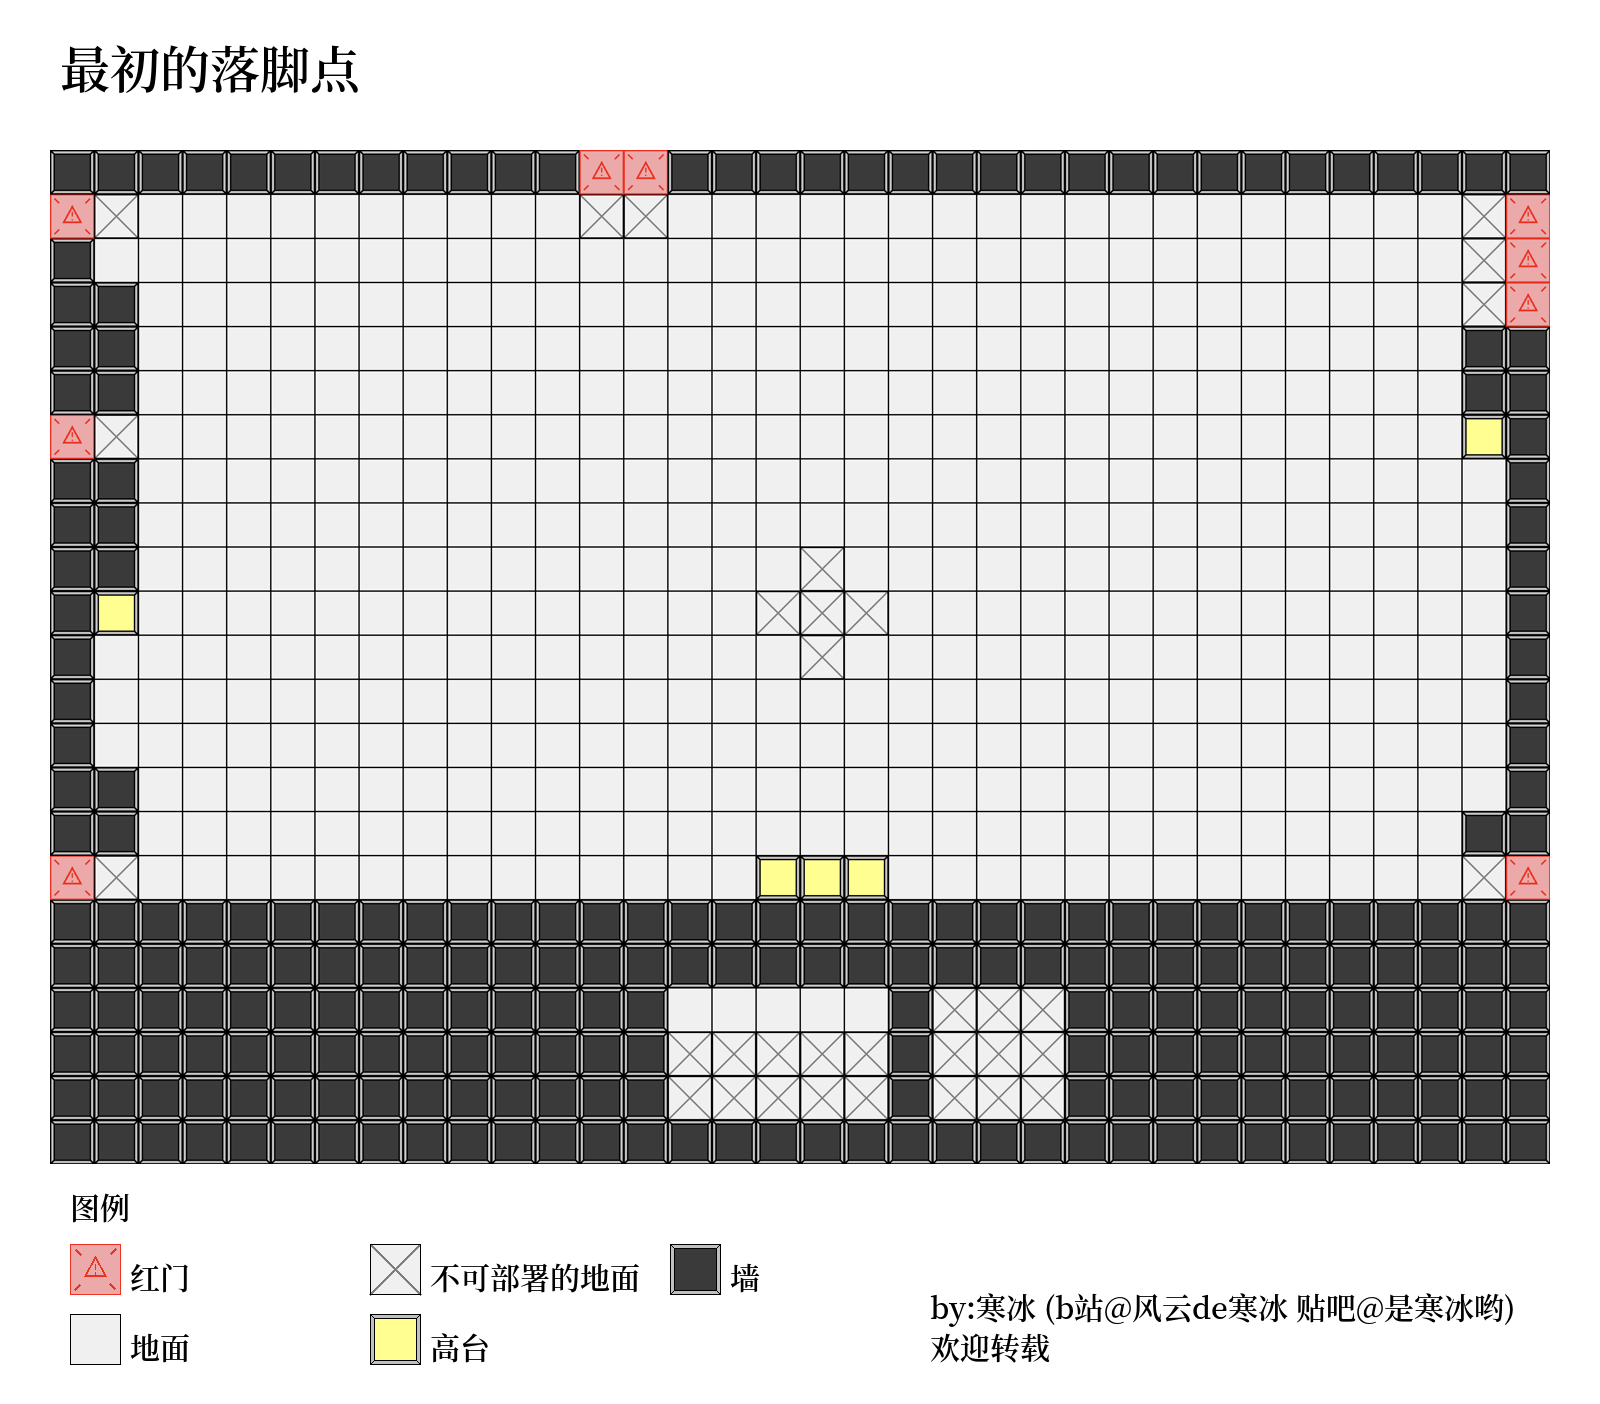 最初的落脚点
图例
红门
不可部署的地面
墙
地面
高台
by:寒冰 (b站@风云de寒冰 贴吧@是寒冰哟)
欢迎转载